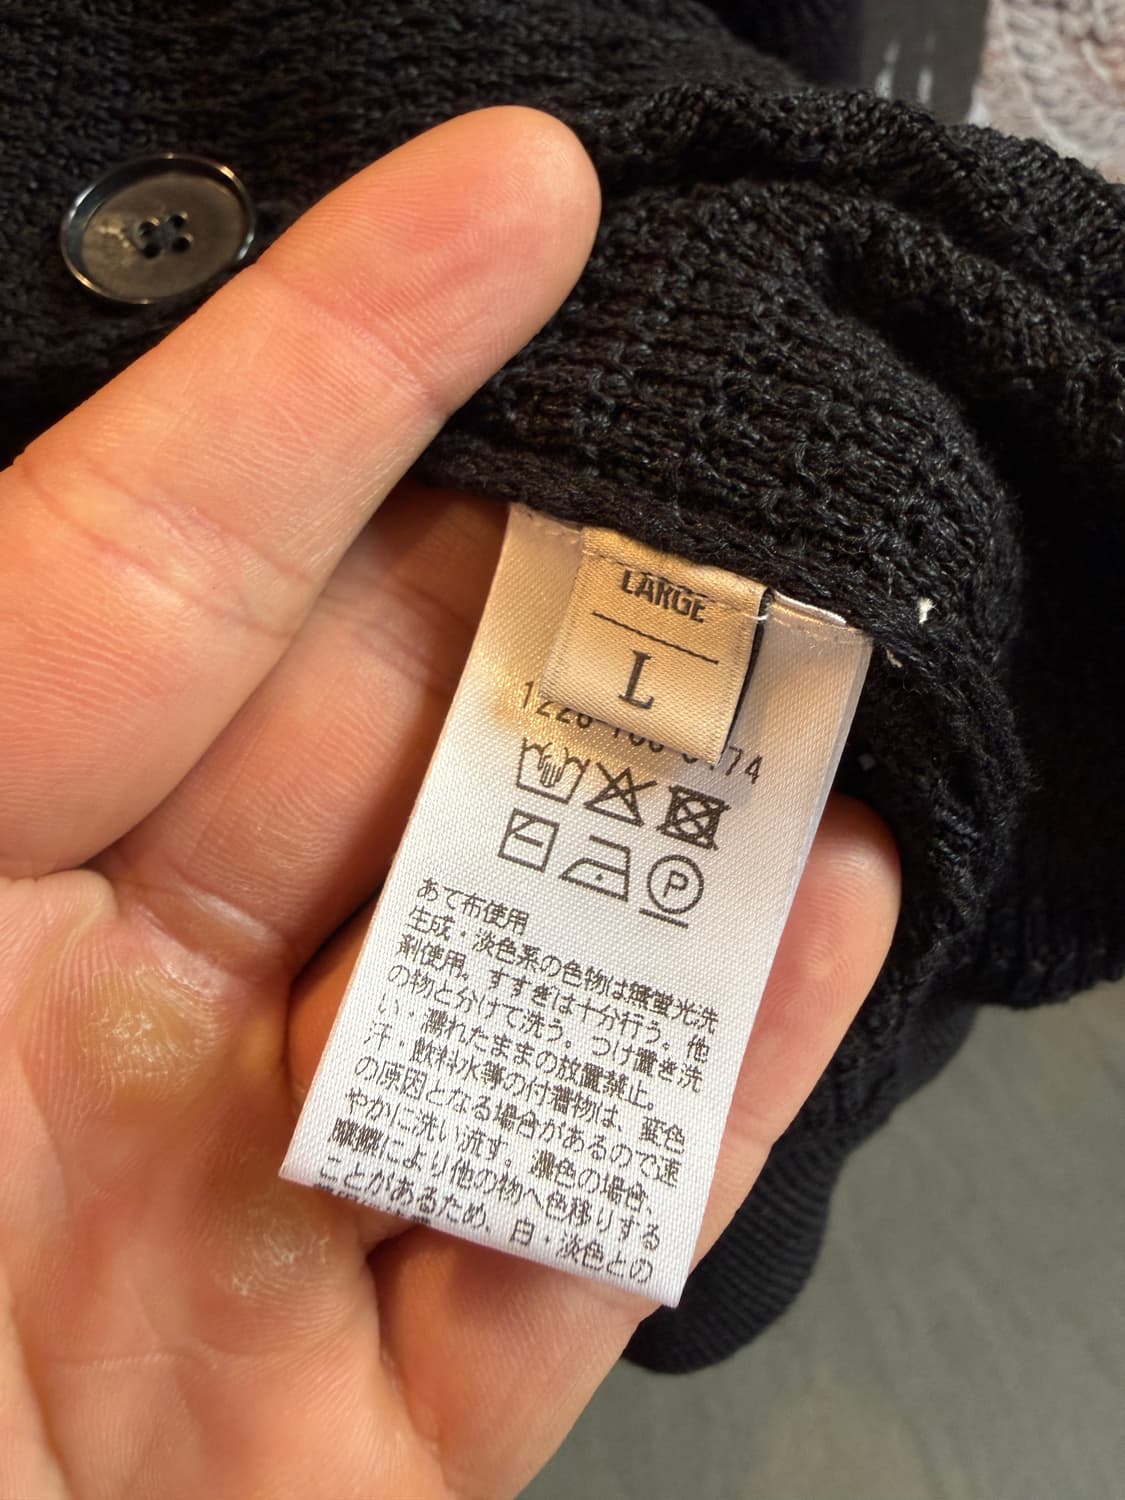 LARGE
L
P
あて布使用
生成・淡色系の色物は無蛍光洗
剤使用。すすぎは十分行う。他
の物と分けて洗う。つけ置き洗
い・濡れたままの放置禁止。
汗・飲料水等の付着物は、変色
の原因となる場合があるので速
やかに洗い流す。濃色の場合、
により他の物へ色移りする
ことがあるため、白・淡色との